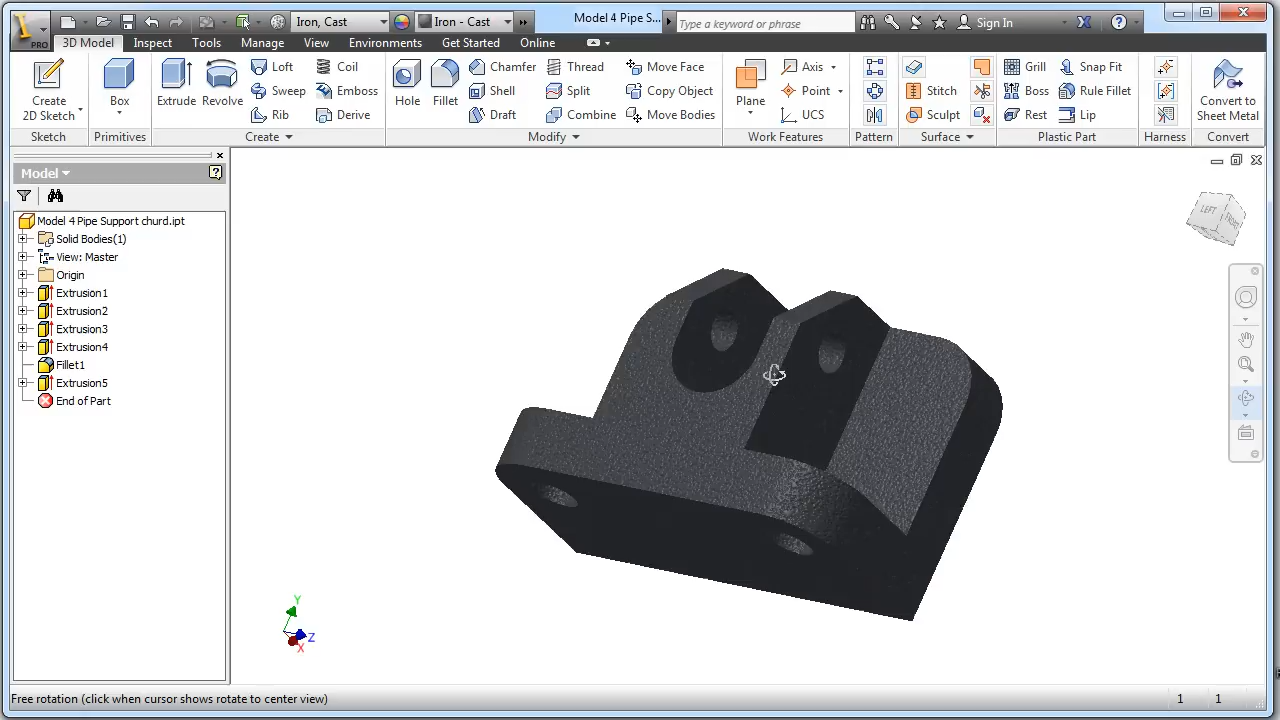 PRO
Iron, Cast
Iron - Cast
Model 4 Pipe S...
Type a keyword or phrase
Sign In
3D Model
Inspect
Tools
Manage
View
Environments
Get Started
Online
Create
2D Sketch
Sketch
Box
Primitives
Extrude
Revolve
Loft
Sweep
Rib
Coil
Emboss
Derive
Create
Hole
Fillet
Chamfer
Shell
Draft
Thread
Split
Combine
Move Face
Copy Object
Move Bodies
Modify
Plane
Axis
Point
UCS
Work Features
Pattern
Stitch
Sculpt
Surface
Grill
Boss
Rest
Snap Fit
Rule Fillet
Lip
Plastic Part
Harness
Convert to
Sheet Metal
Convert
Model
Model 4 Pipe Support churd.ipt
Solid Bodies(1)
View: Master
Origin
Extrusion1
Extrusion2
Extrusion3
Extrusion4
Fillet1
Extrusion5
End of Part
LEFT
FRONT
Y
Z
X
Free rotation (click when cursor shows rotate to center view)
1
1